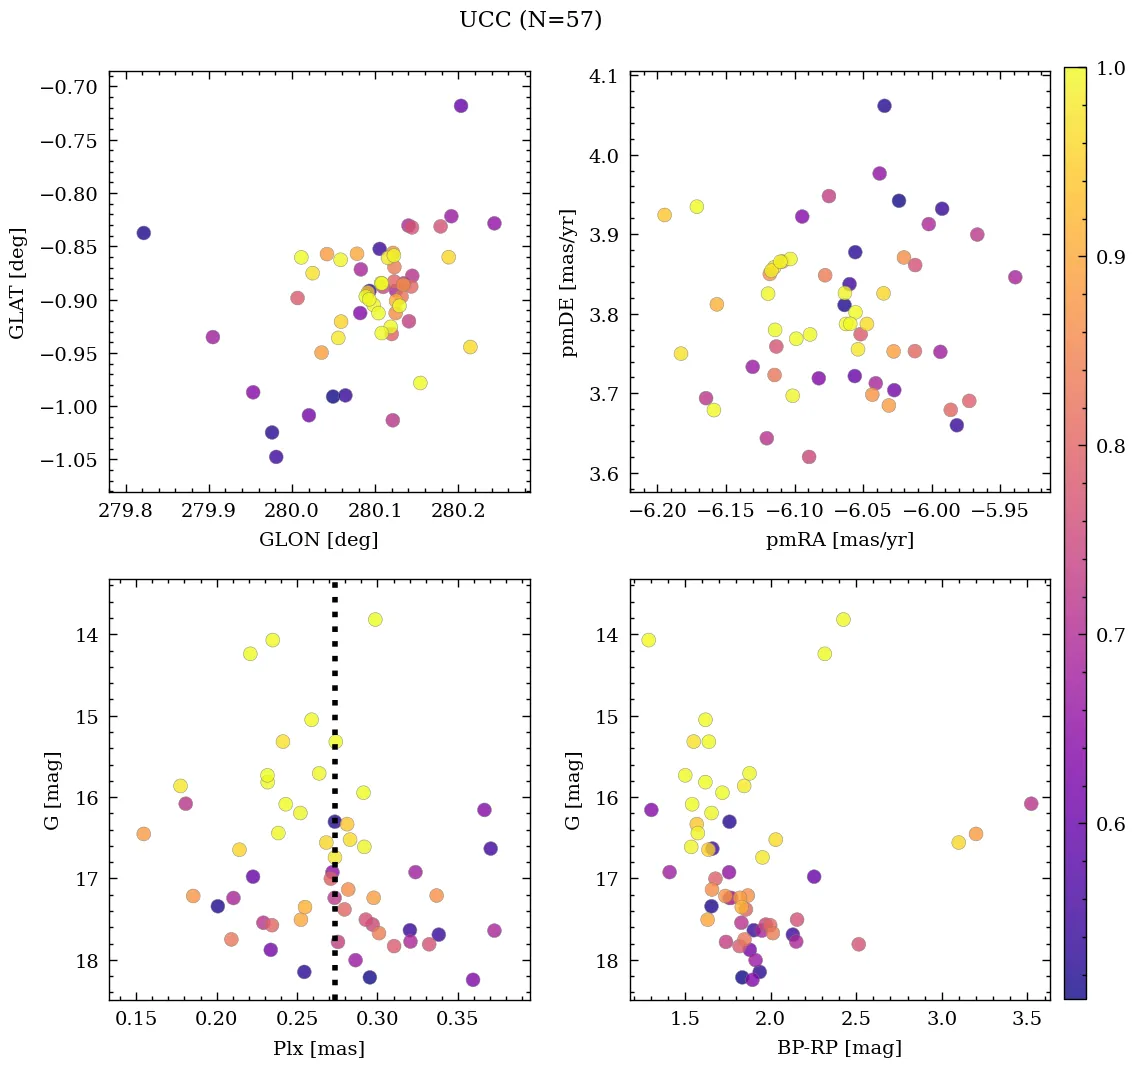 UCC (N=57)
−0.70
−0.75
−0.80
−0.85
−0.90
−0.95
−1.00
−1.05
GLAT [deg]
279.8 279.9 280.0 280.1 280.2
GLON [deg]
4.1
4.0
3.9
3.8
3.7
3.6
pmDE [mas/yr]
−6.20 −6.15 −6.10 −6.05 −6.00 −5.95
pmRA [mas/yr]
14
15
16
17
18
G [mag]
0.15 0.20 0.25 0.30 0.35
Plx [mas]
14
15
16
17
18
G [mag]
1.5 2.0 2.5 3.0 3.5
BP-RP [mag]
1.0
0.9
0.8
0.7
0.6